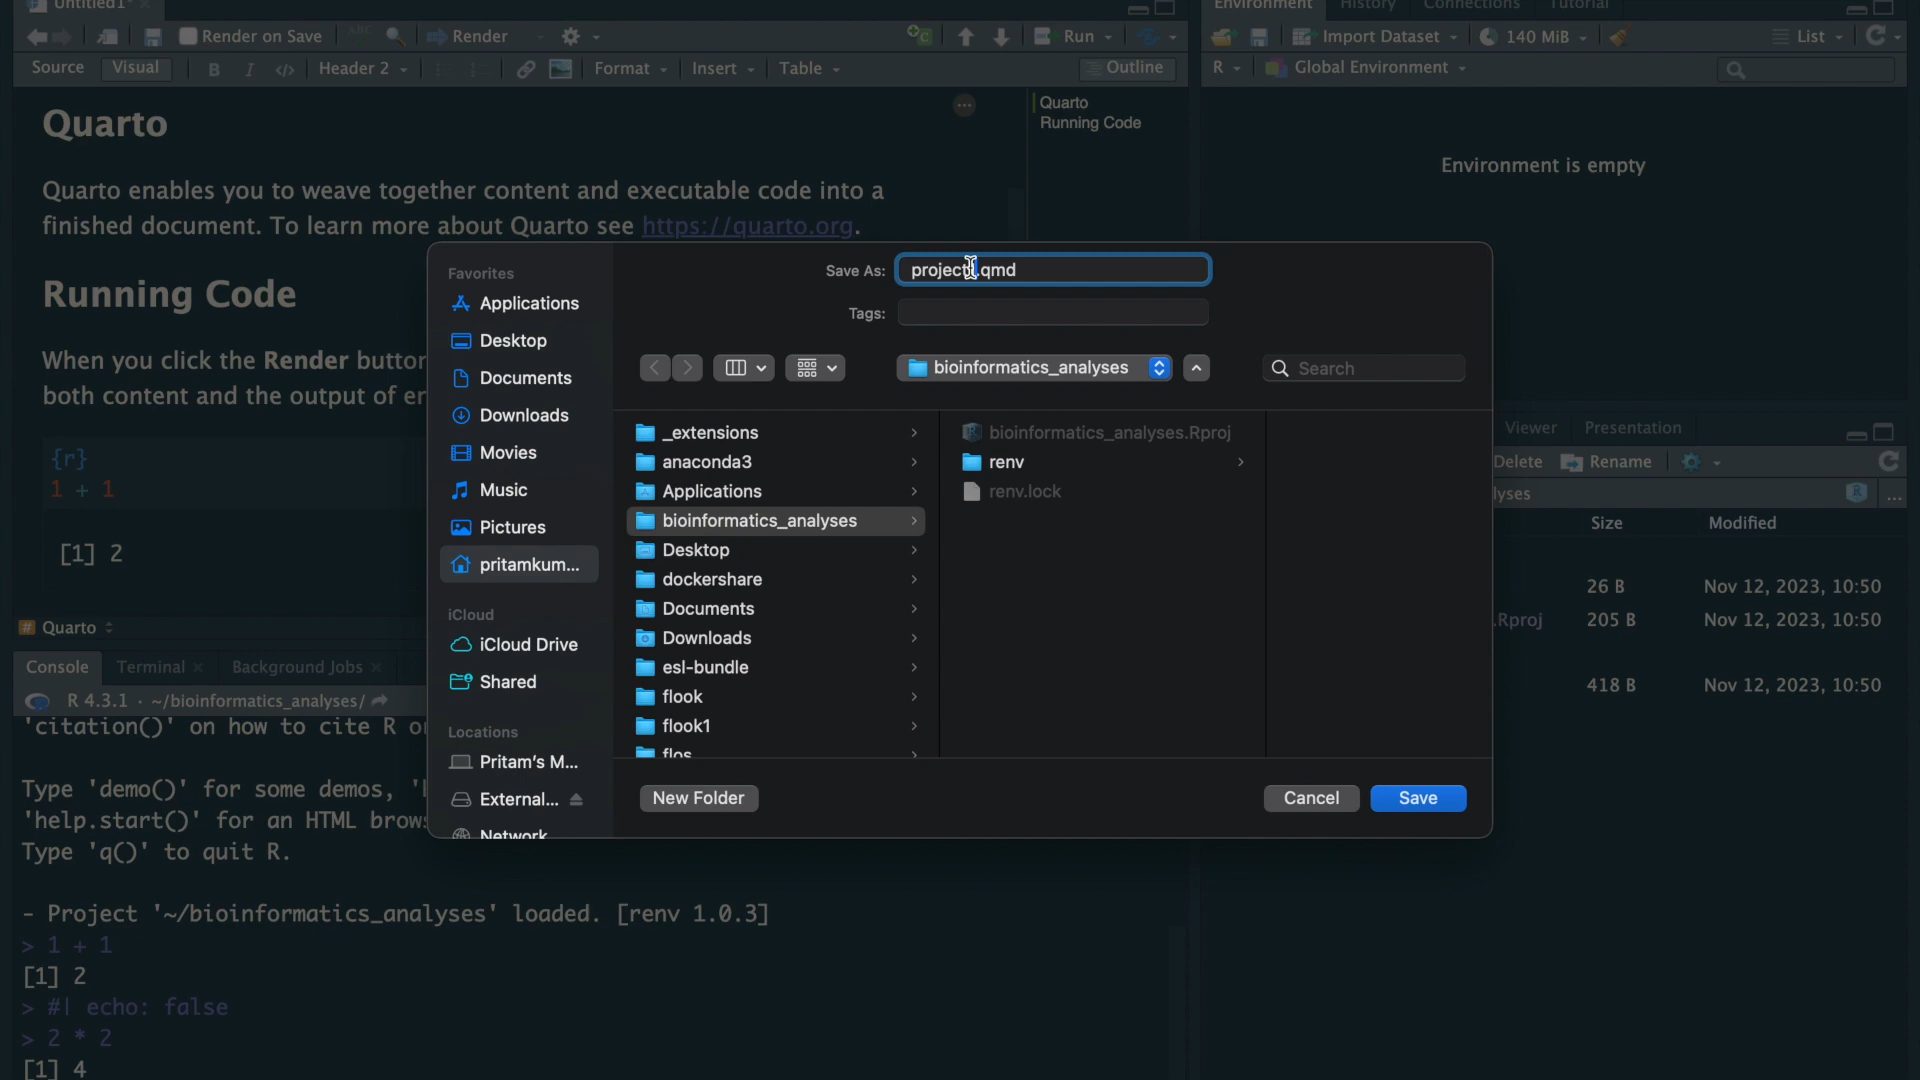 Untitled1*
Environment History Connections Tutorial
Render on Save Render Run
Import Dataset 140 MiB List
Source Visual B I </> Header 2 Format Insert Table Outline
R Global Environment
Quarto
Quarto
Running Code
Environment is empty
Quarto enables you to weave together content and executable code into a
finished document. To learn more about Quarto see https://quarto.org.
Running Code
When you click the Render button
both content and the output of
{r}
1 + 1
[1] 2
# Quarto
Favorites
Applications
Desktop
Documents
Downloads
Movies
Music
Pictures
pritamkum...
iCloud
iCloud Drive
Shared
Locations
Pritam's M...
External...
Network
Save As: .qmd
Tags:
bioinformatics_analyses
Search
_extensions
anaconda3
Applications
bioinformatics_analyses
Desktop
dockershare
Documents
Downloads
esl-bundle
flook
flook1
flos
bioinformatics_analyses.Rproj
renv
renv.lock
New Folder Cancel Save
Viewer Presentation
Delete Rename
lyses
Size Modified
26 B Nov 12, 2023, 10:50
.Rproj 205 B Nov 12, 2023, 10:50
418 B Nov 12, 2023, 10:50
Console Terminal Background Jobs
R 4.3.1 · ~/bioinformatics_analyses/
'citation()' on how to cite R
Type 'demo()' for some demos,
'help.start()' for an HTML
Type 'q()' to quit R.
- Project '~/bioinformatics_analyses' loaded. [renv 1.0.3]
> 1 + 1
[1] 2
> #| echo: false
> 2 * 2
[1] 4